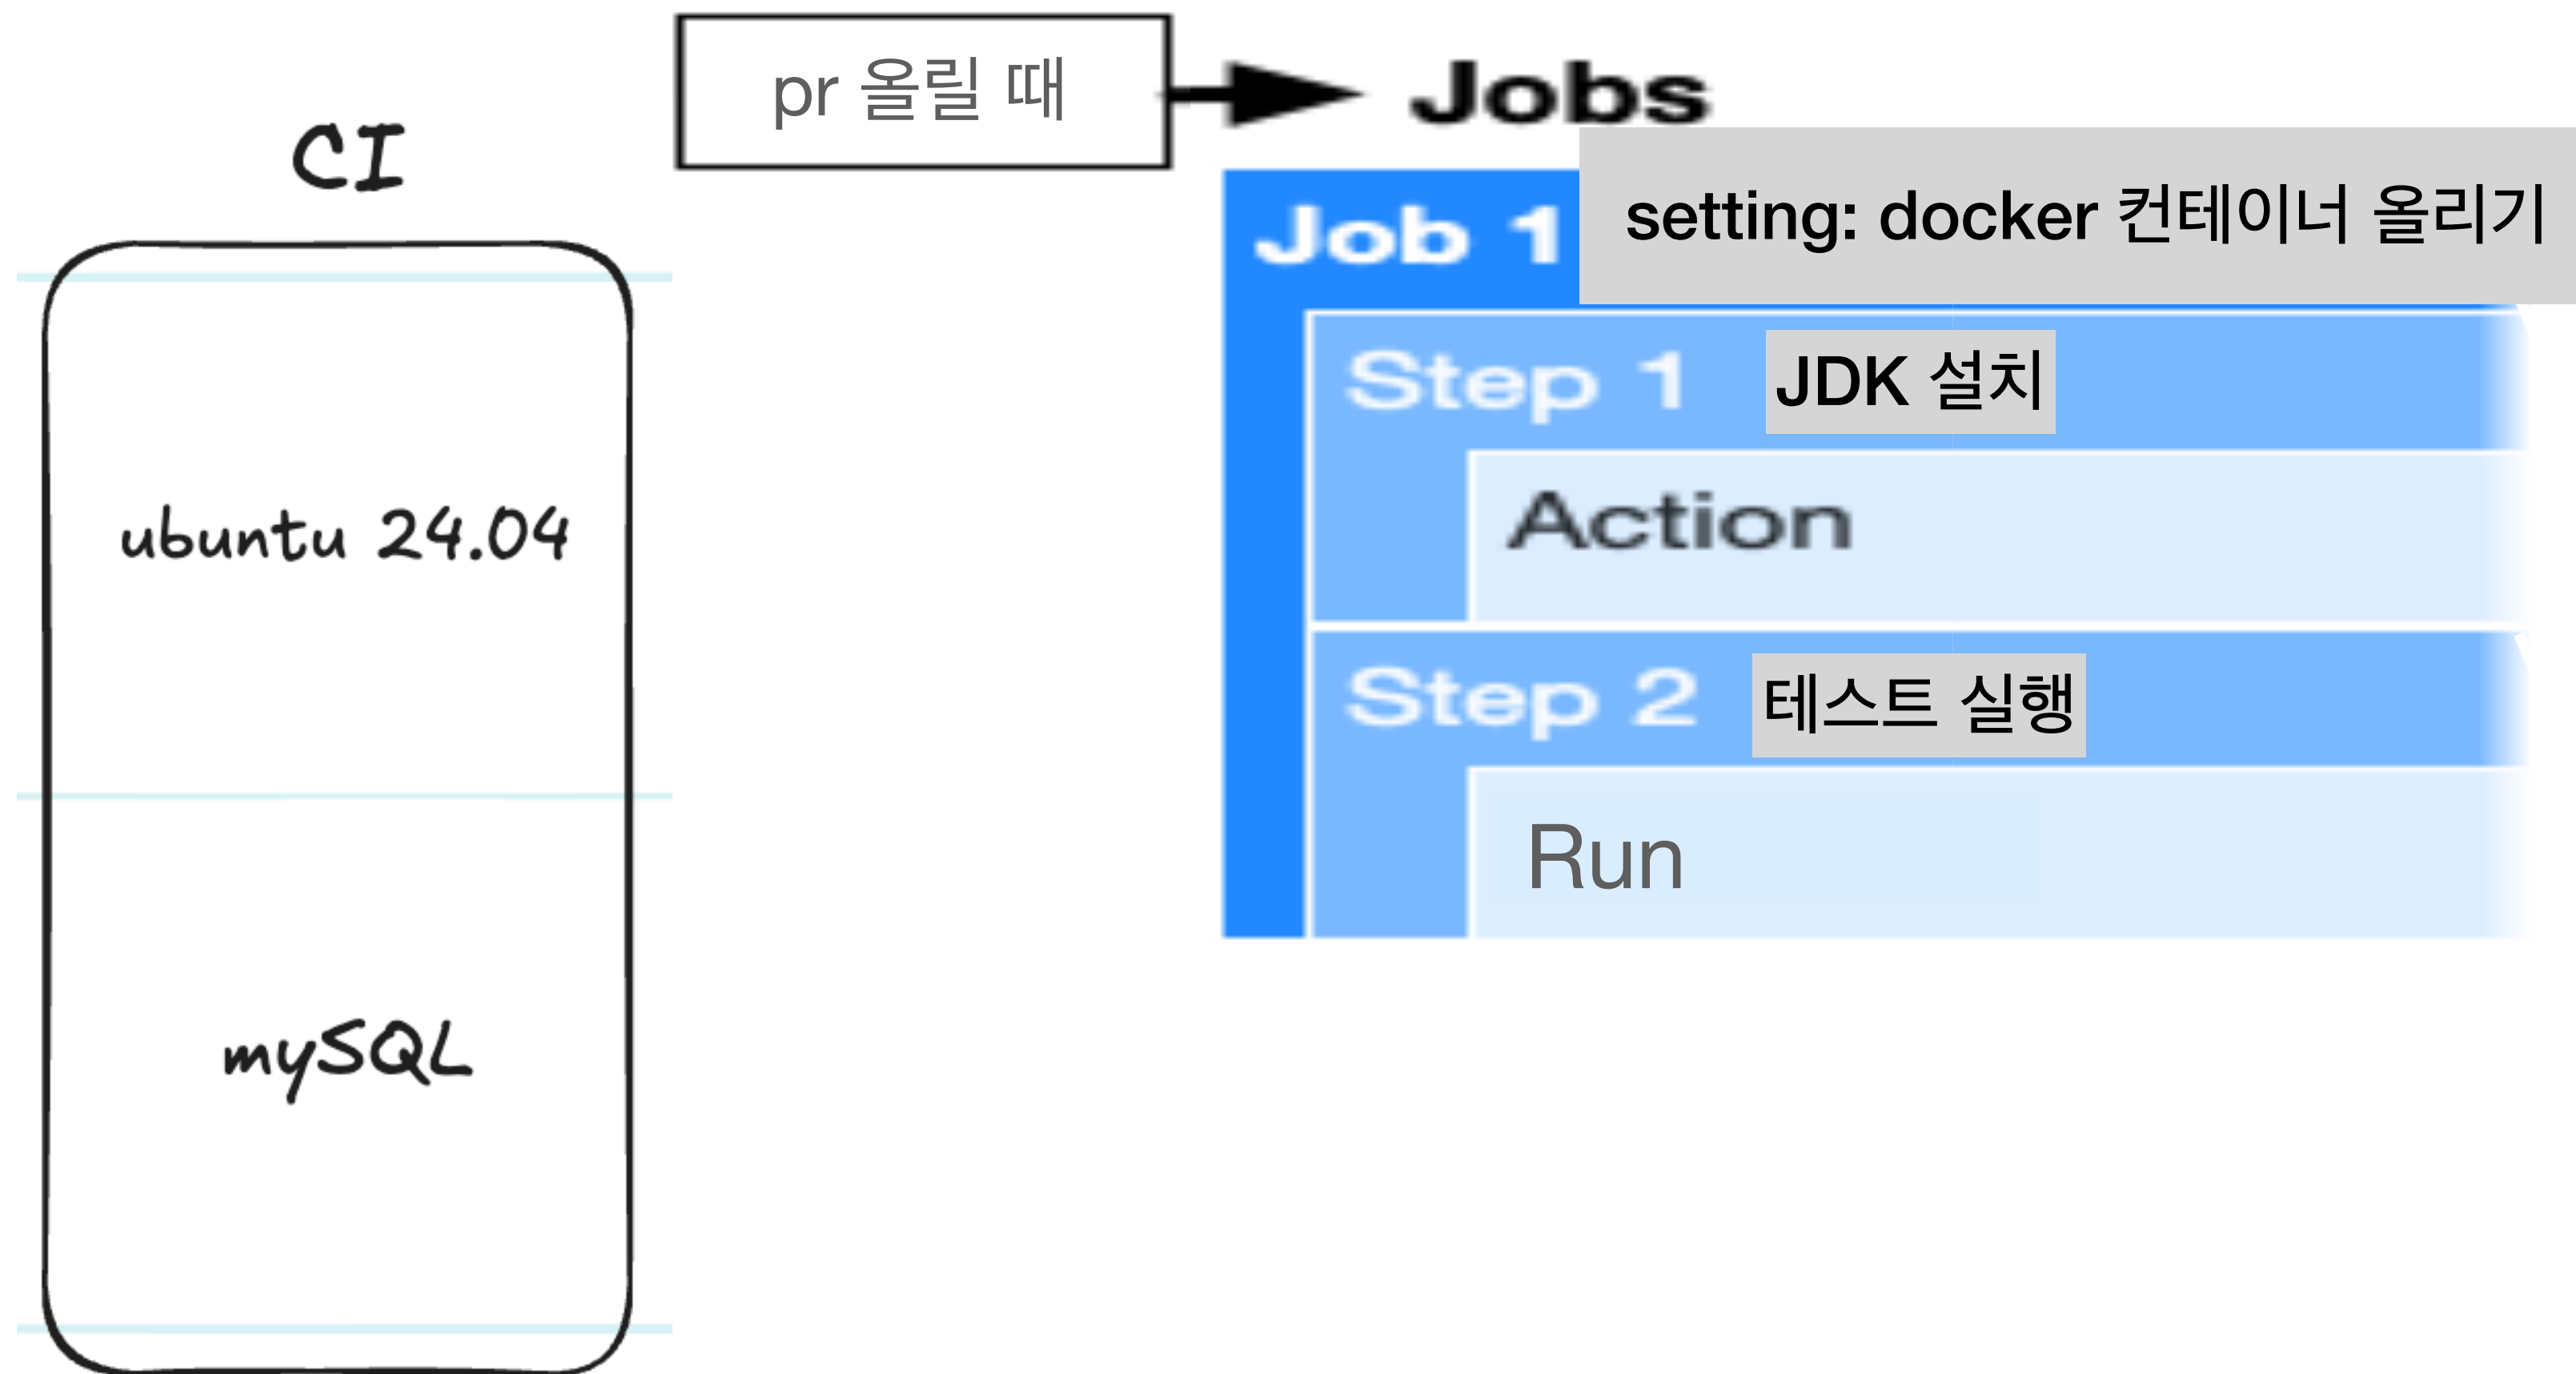 CI
ubuntu 24.04
mySQL
pr 올릴 때
Jobs
Job 1
setting: docker 컨테이너 올리기
Step 1
JDK 설치
Action
Step 2
테스트 실행
Run